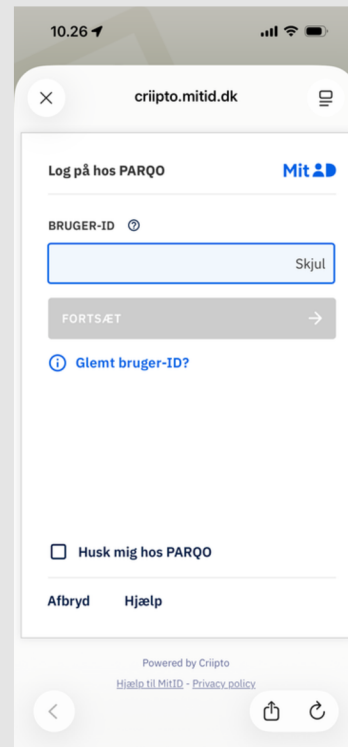 10.26
criipto.mitid.dk
Log på hos PARQO
Mit
BRUGER-ID
Skjul
FORTSÆT
Glemt bruger-ID?
Husk mig hos PARQO
Afbryd Hjælp
Powered by Criipto
Hjælp til MitID - Privacy policy